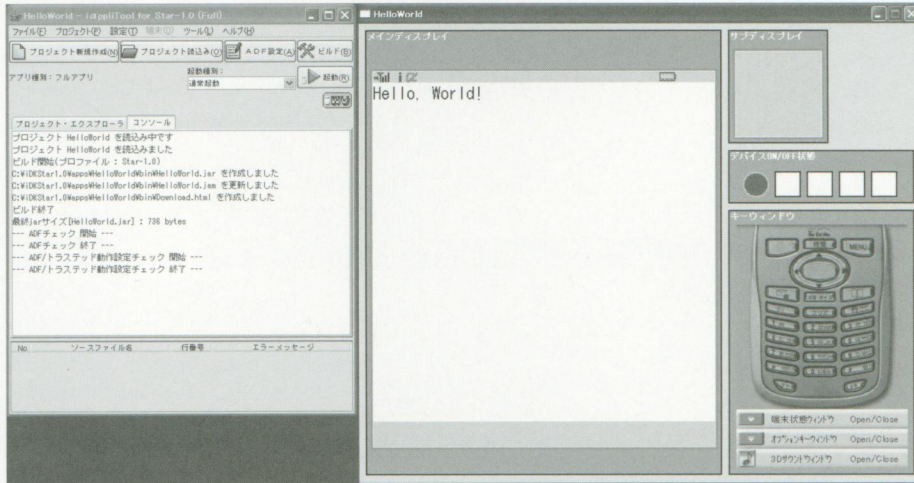 HelloWorld - iαppliTool for Star-1.0 (Full)
ファイル(F) プロジェクト(P) 設定(T) 端末(D) ツール(L) ヘルプ(H)
プロジェクト新規作成(N) プロジェクト読込み(O) ADF設定(A) ビルド(B)
アプリ種別：フルアプリ
起動種別：
通常起動
起動(R)
プロジェクト・エクスプローラ コンソール
プロジェクト HelloWorld を読込み中です
プロジェクト HelloWorld を読込みました
ビルド開始(プロファイル : Star-1.0)
C:¥iDKStar1.0¥apps¥HelloWorld¥bin¥HelloWorld.jar を作成しました
C:¥iDKStar1.0¥apps¥HelloWorld¥bin¥HelloWorld.jam を更新しました
C:¥iDKStar1.0¥apps¥HelloWorld¥bin¥Download.html を作成しました
ビルド終了
最終jarサイズ[HelloWorld.jar] : 736 bytes
--- ADFチェック 開始 ---
--- ADFチェック 終了 ---
--- ADF/トラステッド動作設定チェック 開始 ---
--- ADF/トラステッド動作設定チェック 終了 ---
No ソースファイル名 行番号 エラーメッセージ
HelloWorld
メインディスプレイ
Hello, World!
サブディスプレイ
デバイスON/OFF状態
キーウィンドウ
MENU
端末状態ウィンドウ Open/Close
オプションキーウィンドウ Open/Close
3Dサウンドウィンドウ Open/Close